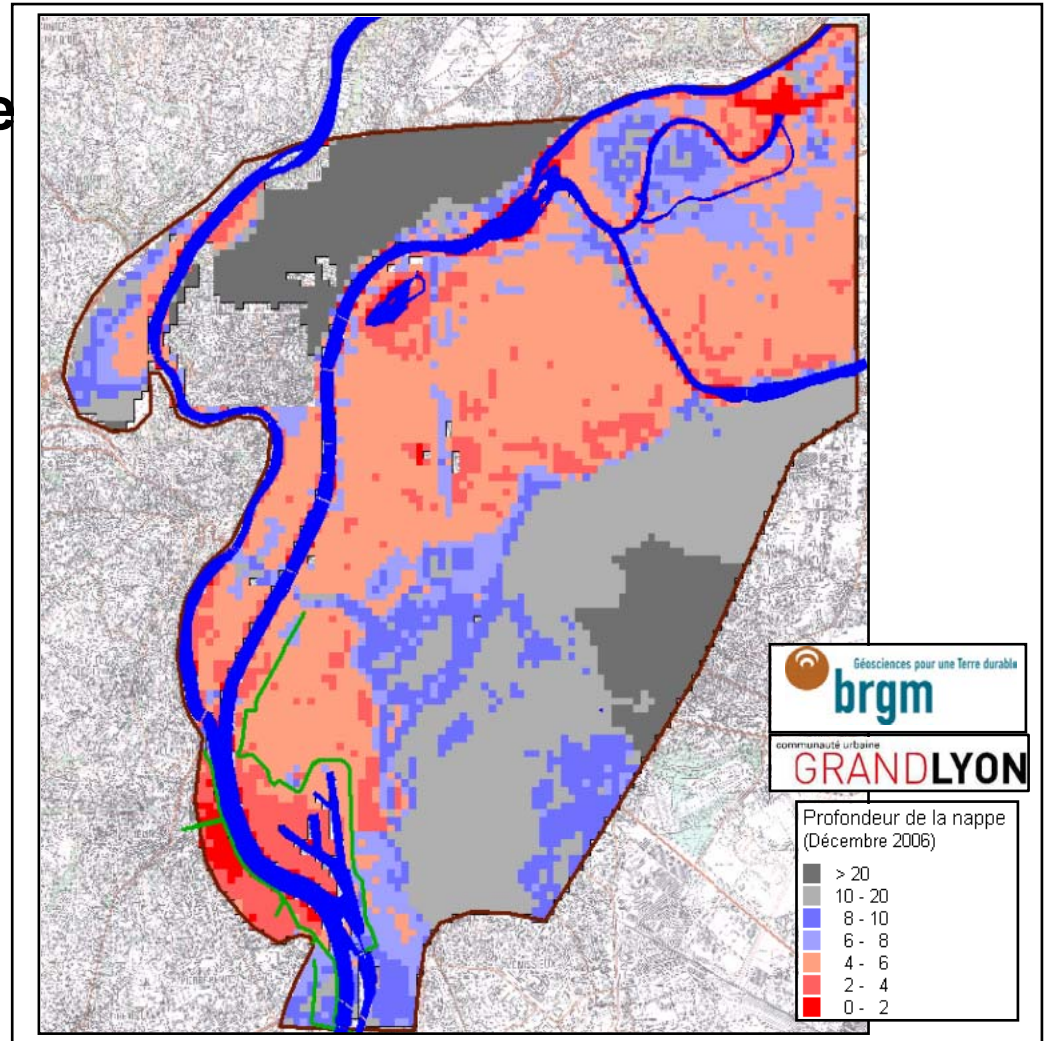 e
Géosciences pour une Terre durable
brgm
communauté urbaine
GRANDLYON
Profondeur de la nappe
(Décembre 2006)
> 20
10 - 20
8 - 10
6 - 8
4 - 6
2 - 4
0 - 2